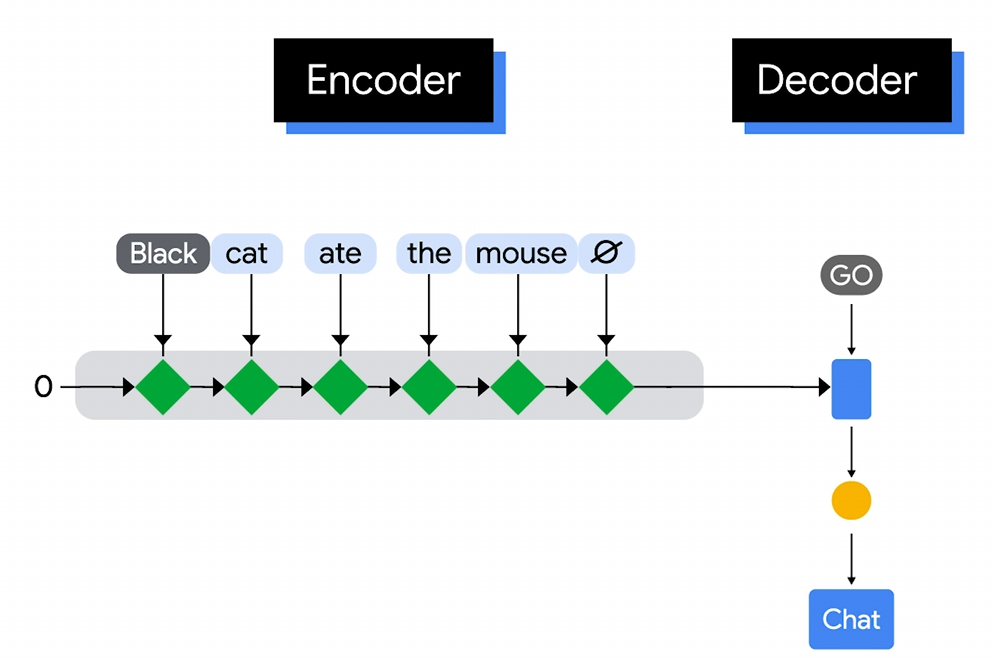 Encoder
Decoder
Black cat ate the mouse Ø
GO
0
Chat